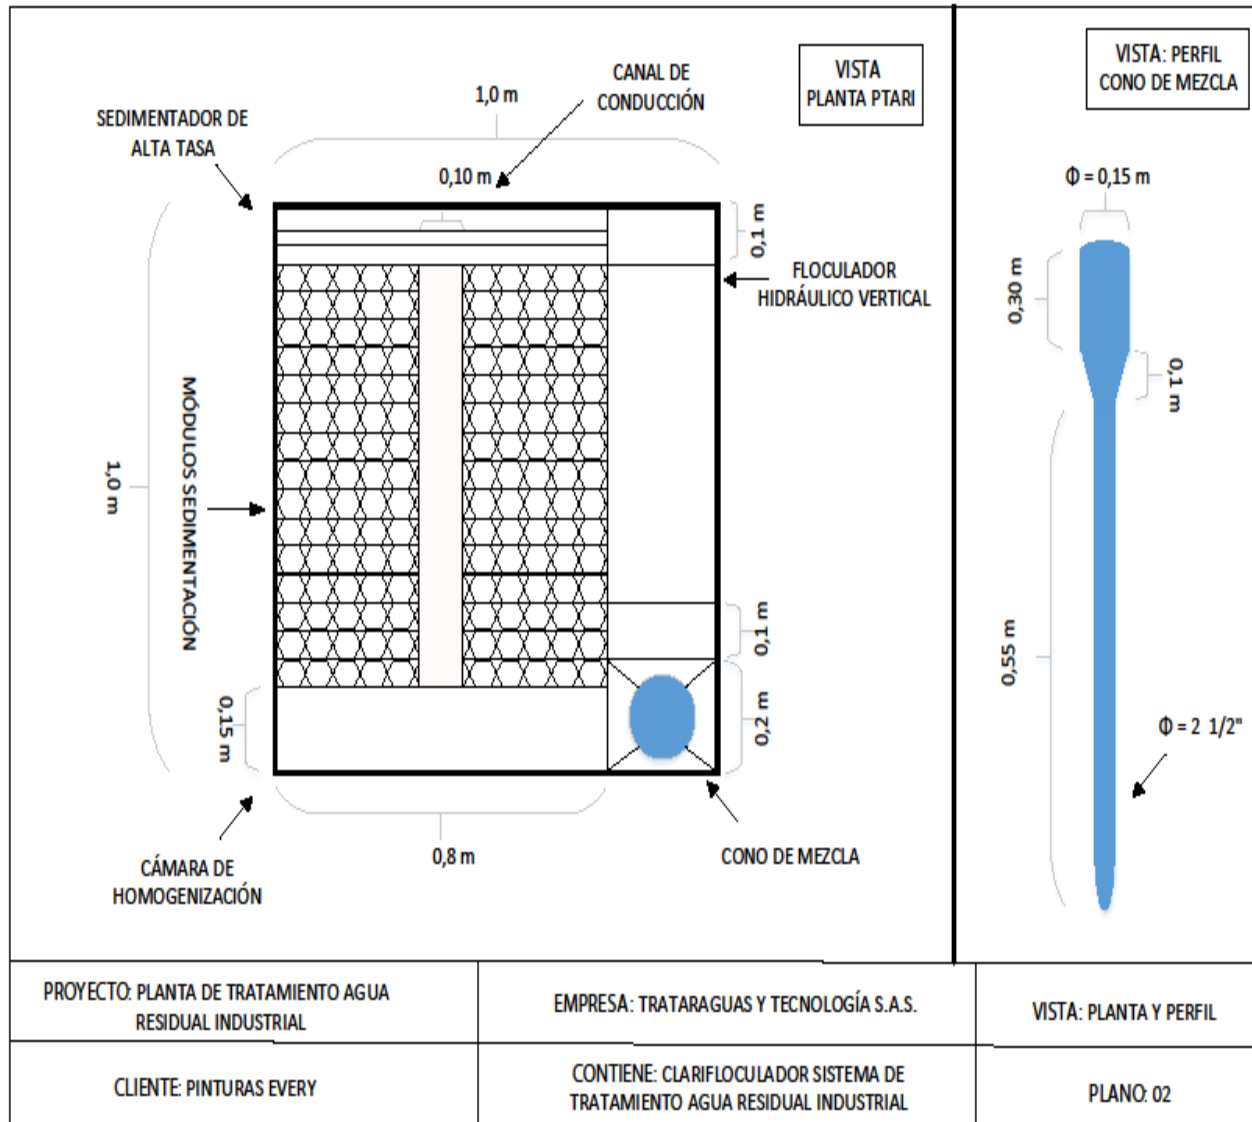 VISTA
PLANTA PTARI
VISTA: PERFIL
CONO DE MEZCLA
CANAL DE
CONDUCCIÓN
1,0 m
SEDIMENTADOR DE
ALTA TASA
0,10 m
0,1 m
FLOCULADOR
HIDRÁULICO VERTICAL
MÓDULOS SEDIMENTACIÓN
1,0 m
0,1 m
0,2 m
0,15 m
0,8 m
CÁMARA DE
HOMOGENIZACIÓN
CONO DE MEZCLA
Φ = 0,15 m
0,30 m
0,1 m
0,55 m
Φ = 2 1/2"
PROYECTO: PLANTA DE TRATAMIENTO AGUA
RESIDUAL INDUSTRIAL
EMPRESA: TRATARAGUAS Y TECNOLOGÍA S.A.S.
VISTA: PLANTA Y PERFIL
CLIENTE: PINTURAS EVERY
CONTIENE: CLARIFLOCULADOR SISTEMA DE
TRATAMIENTO AGUA RESIDUAL INDUSTRIAL
PLANO: 02